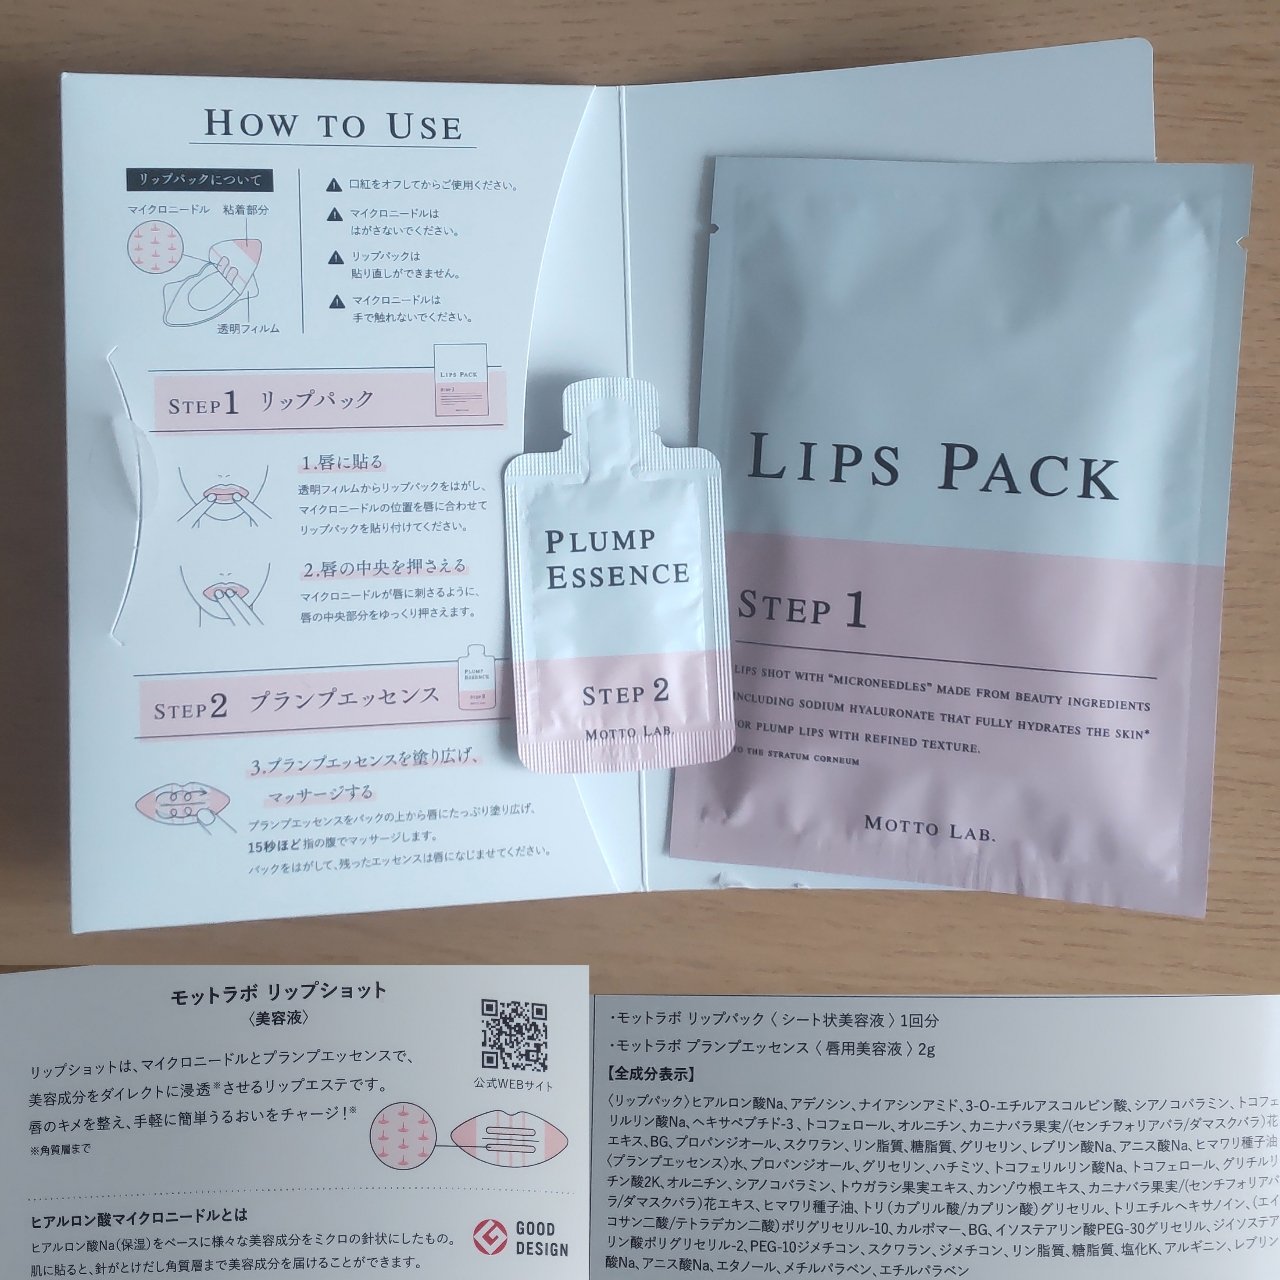 HOW TO USE
リップパックについて
マイクロニードル 粘着部分
透明フィルム
口紅をオフしてからご使用ください。
マイクロニードルは
はがさないでください。
リップパックは
貼り直しができません。
マイクロニードルは
手で触れないでください。
STEP1 リップパック
LIPS PACK
1.唇に貼る
透明フィルムからリップパックをはがし、
マイクロニードルの位置を唇に合わせて
リップパックを貼り付けてください。
2.唇の中央を押さえる
マイクロニードルが唇に刺さるように、
唇の中央部分をゆっくり押さえます。
STEP2 プランプエッセンス
PLUMP
ESSENCE
3.プランプエッセンスを塗り広げ、
マッサージする
プランプエッセンスをパックの上から唇にたっぷり塗り広げ、
15秒ほど指の腹でマッサージします。
パックをはがして、残ったエッセンスは唇になじませてください。
PLUMP
ESSENCE
STEP 2
MOTTO LAB.
LIPS PACK
STEP 1
LIPS SHOT WITH "MICRONEEDLES" MADE FROM BEAUTY INGREDIENTS
INCLUDING SODIUM HYALURONATE THAT FULLY HYDRATES THE SKIN*
FOR PLUMP LIPS WITH REFINED TEXTURE.
TO THE STRATUM CORNEUM
MOTTO LAB.
モットラボ リップショット
〈美容液〉
リップショットは、マイクロニードルとプランプエッセンスで、
美容成分をダイレクトに浸透※させるリップエステです。
唇のキメを整え、手軽に簡単うるおいをチャージ!※
※角質層まで
公式WEBサイト
ヒアルロン酸マイクロニードルとは
ヒアルロン酸Na(保湿)をベースに様々な美容成分をミクロの針状にしたもの。
肌に貼ると、針がとけだし角質層まで美容成分を届けることができます。
GOOD
DESIGN
・モットラボ リップパック〈シート状美容液〉1回分
・モットラボ プランプエッセンス〈唇用美容液〉2g
【全成分表示】
〈リップパック〉ヒアルロン酸Na、アデノシン、ナイアシンアミド、3-O-エチルアスコルビン酸、シアノコバラミン、トコフェ
リルリン酸Na、ヘキサペプチド-3、トコフェロール、オルニチン、カニナバラ果実/(センチフォリアバラ/ダマスクバラ)花
エキス、BG、プロパンジオール、スクワラン、リン脂質、糖脂質、グリセリン、レブリン酸Na、アニス酸Na、ヒマワリ種子油
〈プランプエッセンス〉水、プロパンジオール、グリセリン、ハチミツ、トコフェリルリン酸Na、トコフェロール、グリチルリ
チン酸2K、オルニチン、シアノコバラミン、トウガラシ果実エキス、カンゾウ根エキス、カニナバラ果実/(センチフォリアバ
ラ/ダマスクバラ)花エキス、ヒマワリ種子油、トリ(カプリル酸/カプリン酸)グリセリル、トリエチルヘキサノイン、(エイ
コサン二酸/テトラデカン二酸)ポリグリセリル-10、カルボマー、BG、イソステアリン酸PEG-30グリセリル、ジイソステア
リン酸ポリグリセリル-2、PEG-10ジメチコン、スクワラン、ジメチコン、リン脂質、糖脂質、塩化K、アルギニン、レブリン
酸Na、アニス酸Na、エタノール、メチルパラベン、エチルパラベン